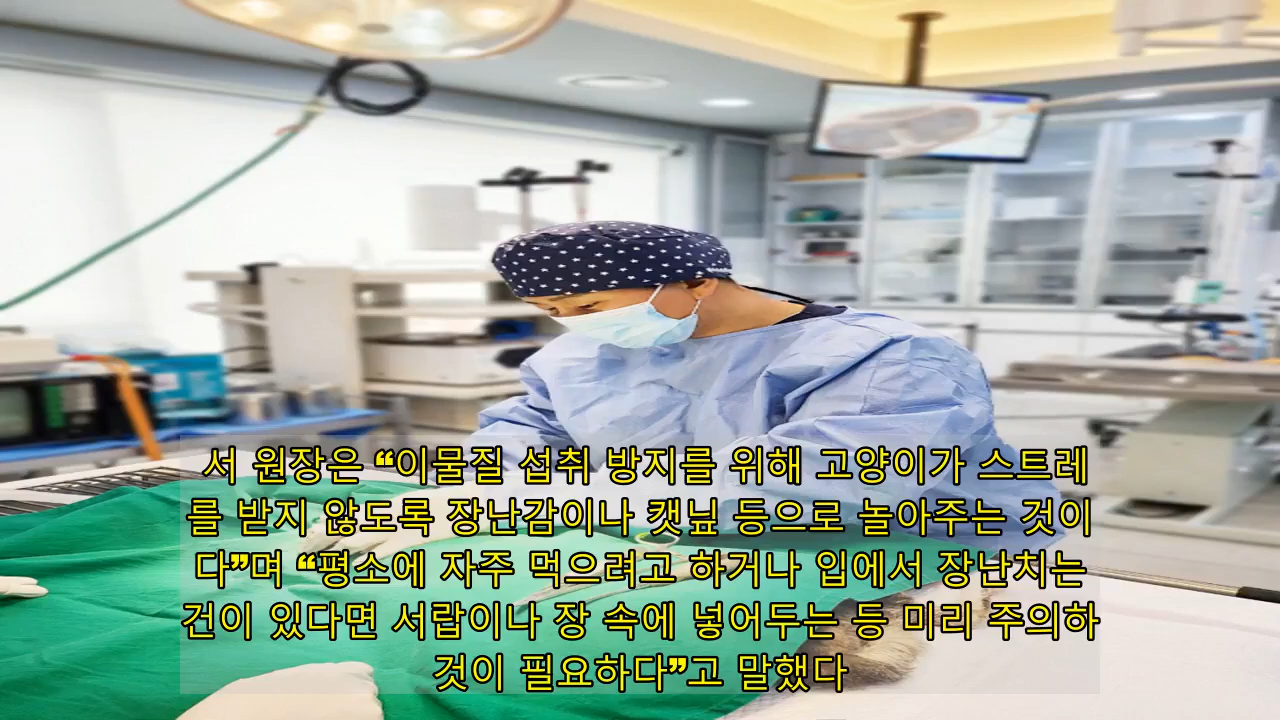 서 원장은 “이물질 섭취 방지를 위해 고양이가 스트레
를 받지 않도록 장난감이나 캣닢 등으로 놀아주는 것이
다”며 “평소에 자주 먹으려고 하거나 입에서 장난치는
건이 있다면 서랍이나 장 속에 넣어두는 등 미리 주의하
것이 필요하다”고 말했다